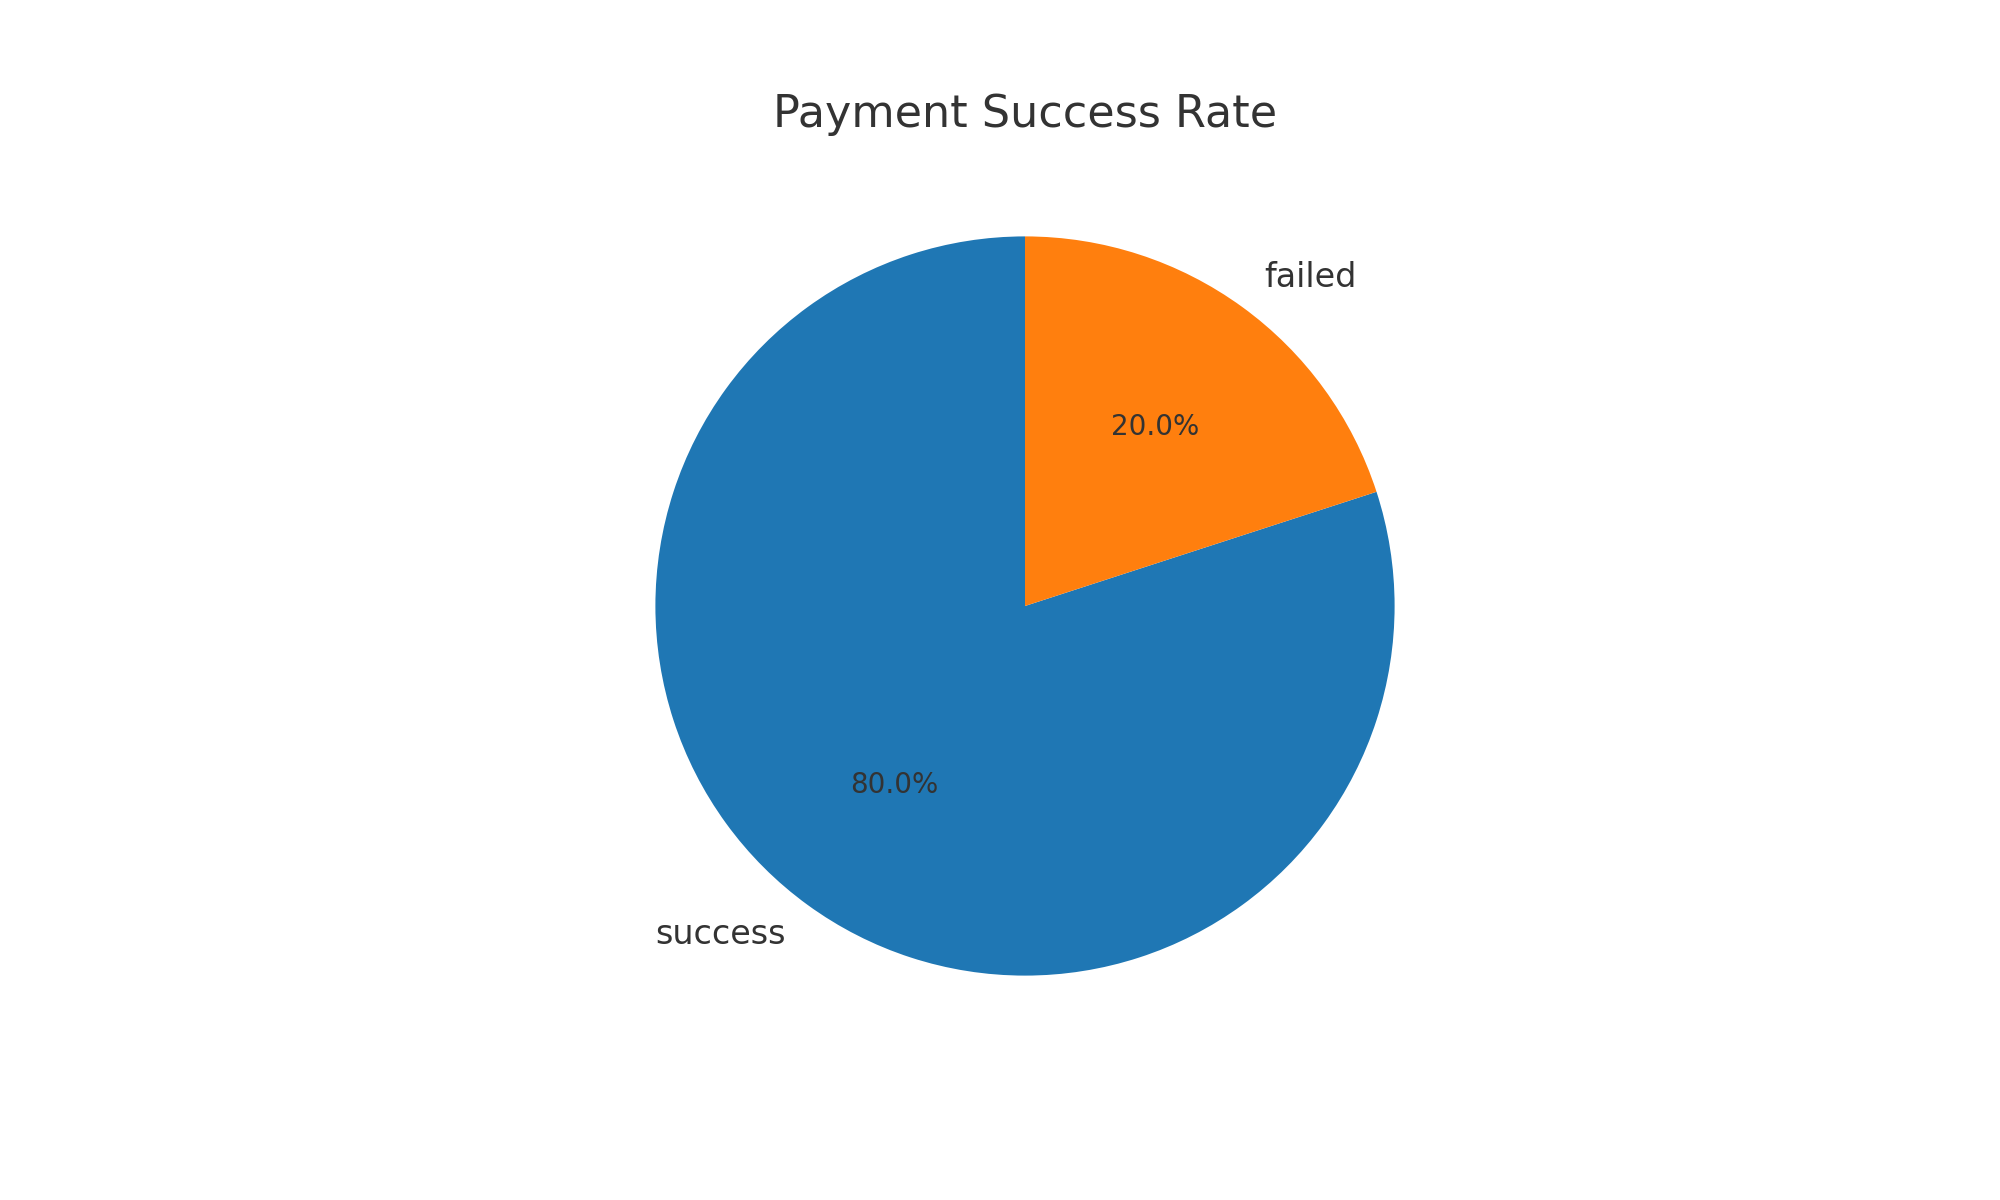 Payment Success Rate
failed
20.0%
80.0%
success